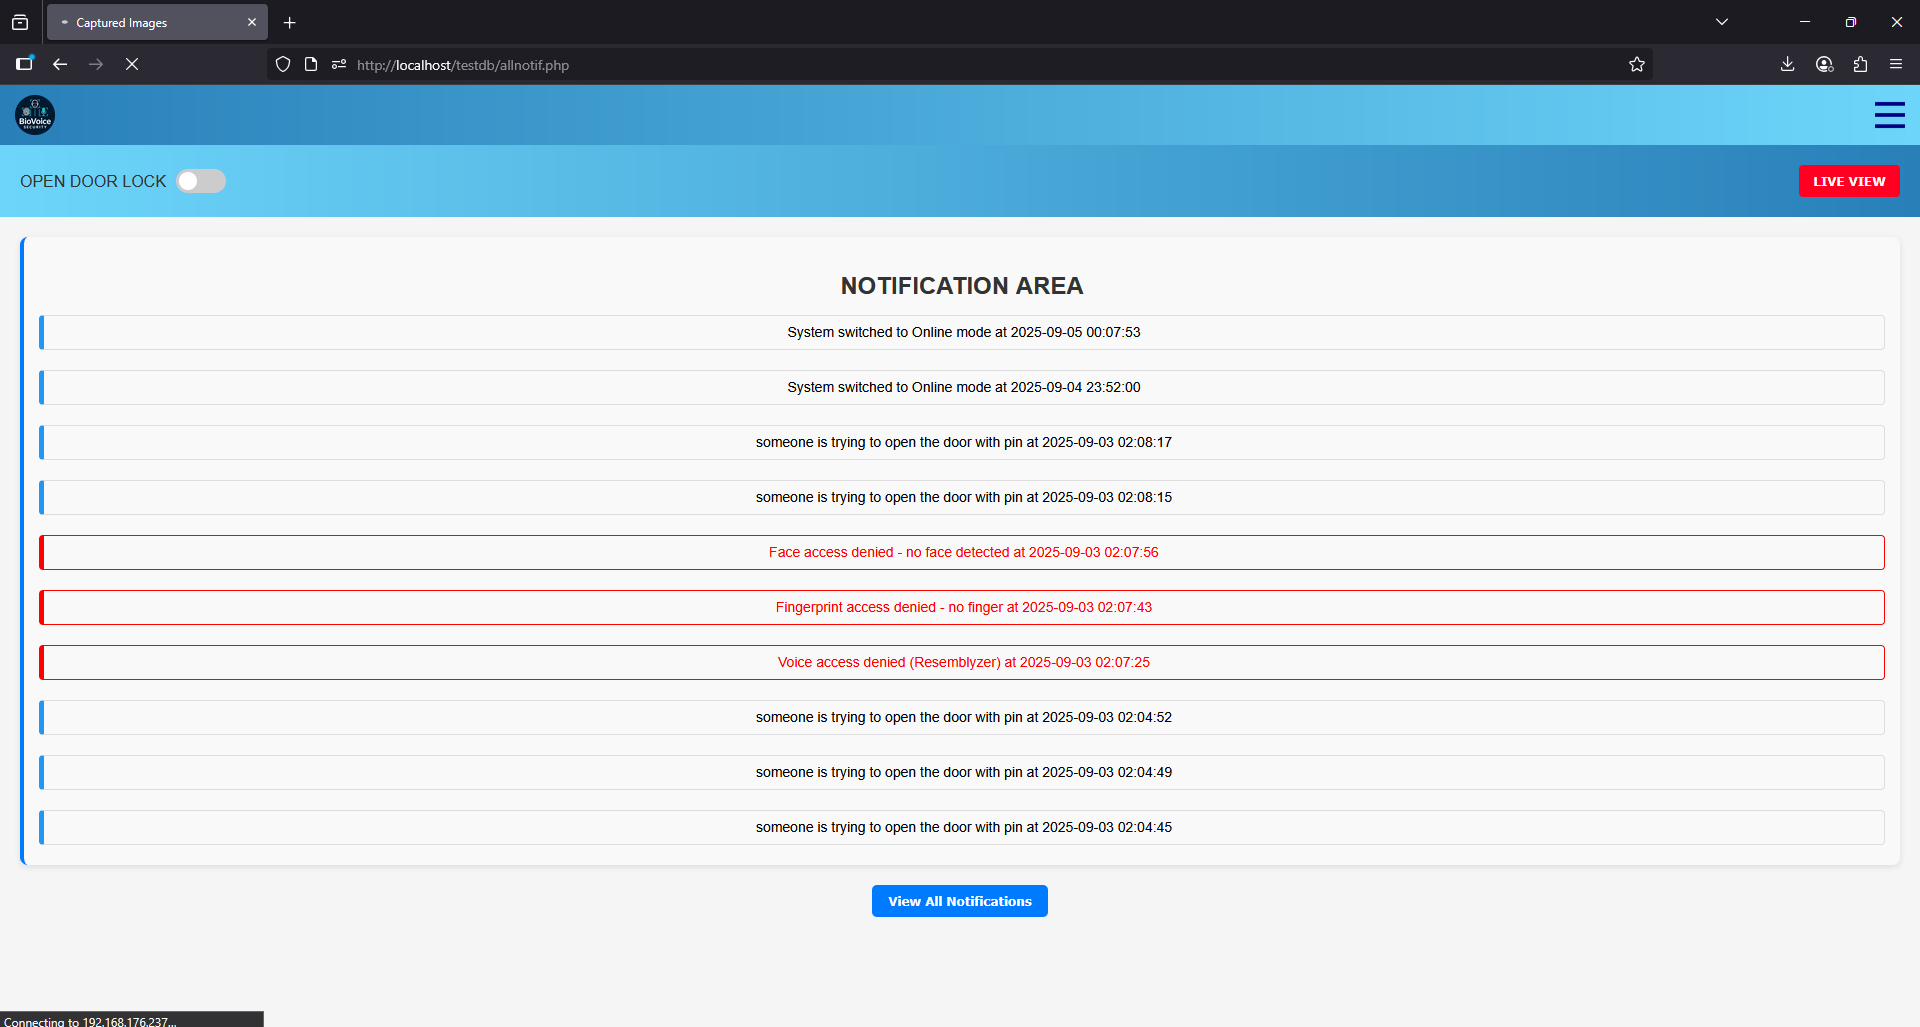 Captured Images
http://localhost/testdb/allnotif.php
BioVoice
SECURITY
OPEN DOOR LOCK
LIVE VIEW
NOTIFICATION AREA
System switched to Online mode at 2025-09-05 00:07:53
System switched to Online mode at 2025-09-04 23:52:00
someone is trying to open the door with pin at 2025-09-03 02:08:17
someone is trying to open the door with pin at 2025-09-03 02:08:15
Face access denied - no face detected at 2025-09-03 02:07:56
Fingerprint access denied - no finger at 2025-09-03 02:07:43
Voice access denied (Resemblyzer) at 2025-09-03 02:07:25
someone is trying to open the door with pin at 2025-09-03 02:04:52
someone is trying to open the door with pin at 2025-09-03 02:04:49
someone is trying to open the door with pin at 2025-09-03 02:04:45
View All Notifications
Connecting to 192.168.176.237...